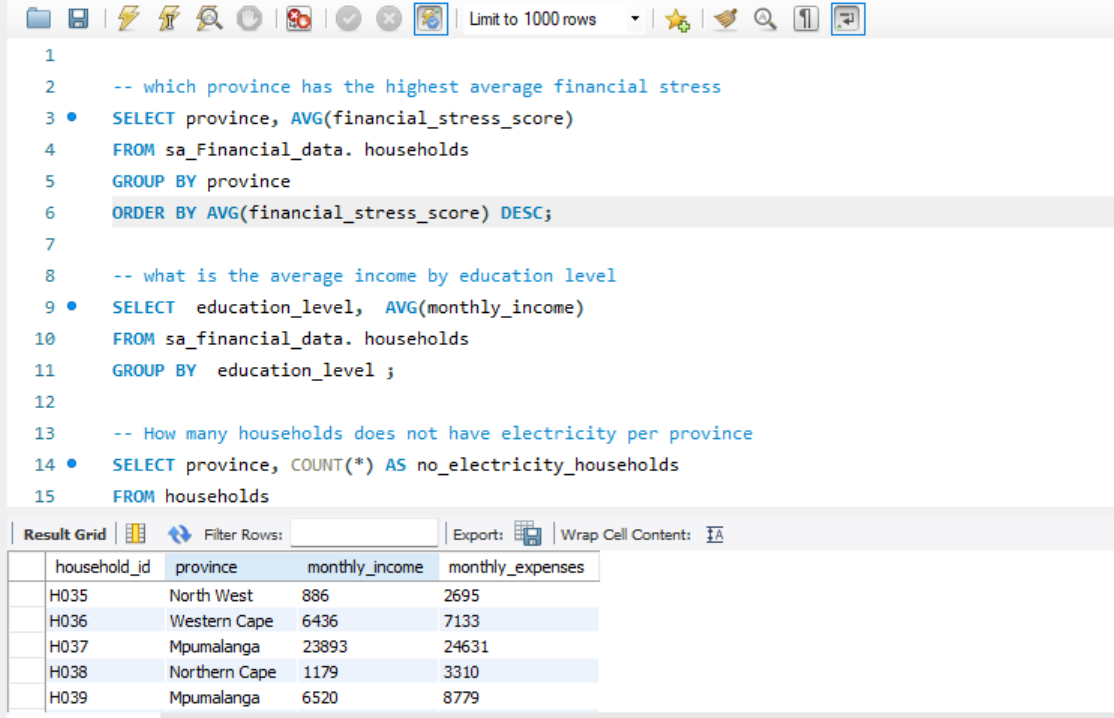 Limit to 1000 rows
1
2 -- which province has the highest average financial stress
3 SELECT province, AVG(financial_stress_score)
4 FROM sa_Financial_data. households
5 GROUP BY province
6 ORDER BY AVG(financial_stress_score) DESC;
7
8 -- what is the average income by education level
9 SELECT  education_level,  AVG(monthly_income)
10 FROM sa_financial_data. households
11 GROUP BY  education_level ;
12
13 -- How many households does not have electricity per province
14 SELECT province, COUNT(*) AS no_electricity_households
15 FROM households
Result Grid Filter Rows: Export: Wrap Cell Content: IA
household_id province monthly_income monthly_expenses
H035 North West 886 2695
H036 Western Cape 6436 7133
H037 Mpumalanga 23893 24631
H038 Northern Cape 1179 3310
H039 Mpumalanga 6520 8779